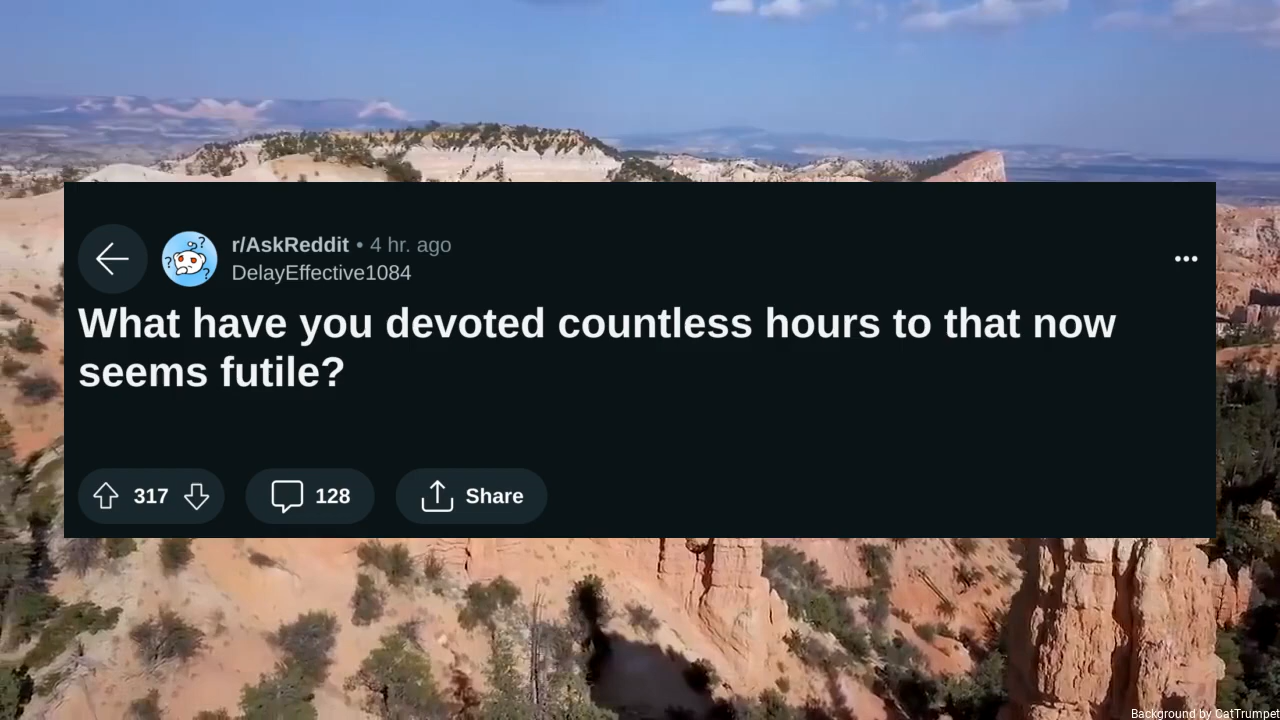 r/AskReddit • 4 hr. ago
DelayEffective1084
What have you devoted countless hours to that now
seems futile?
317 128 Share
Background by CatTrumpet